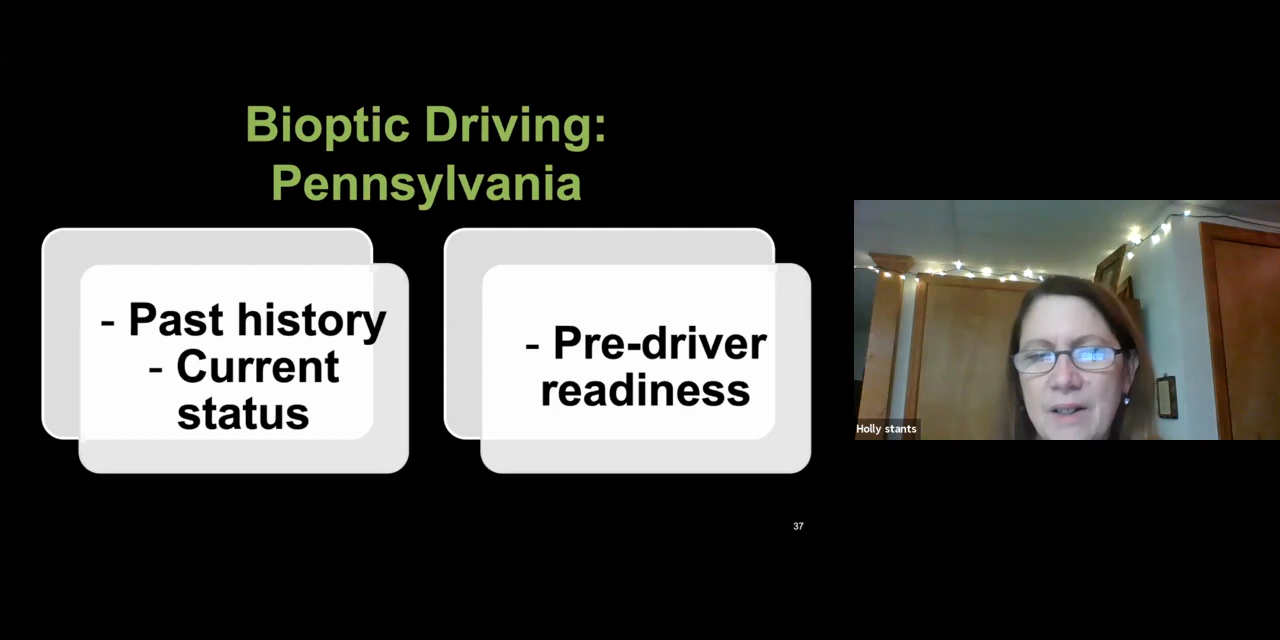 Bioptic Driving:
Pennsylvania
- Past history
- Current
status
- Pre-driver
readiness
Holly stants
37